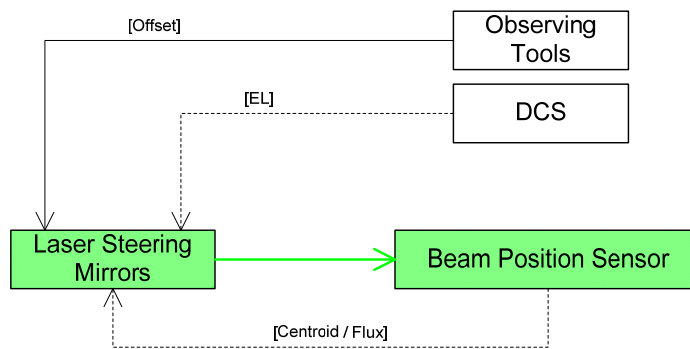 [Offset]
Observing
Tools
[EL]
DCS
Laser Steering
Mirrors
Beam Position Sensor
[Centroid / Flux]